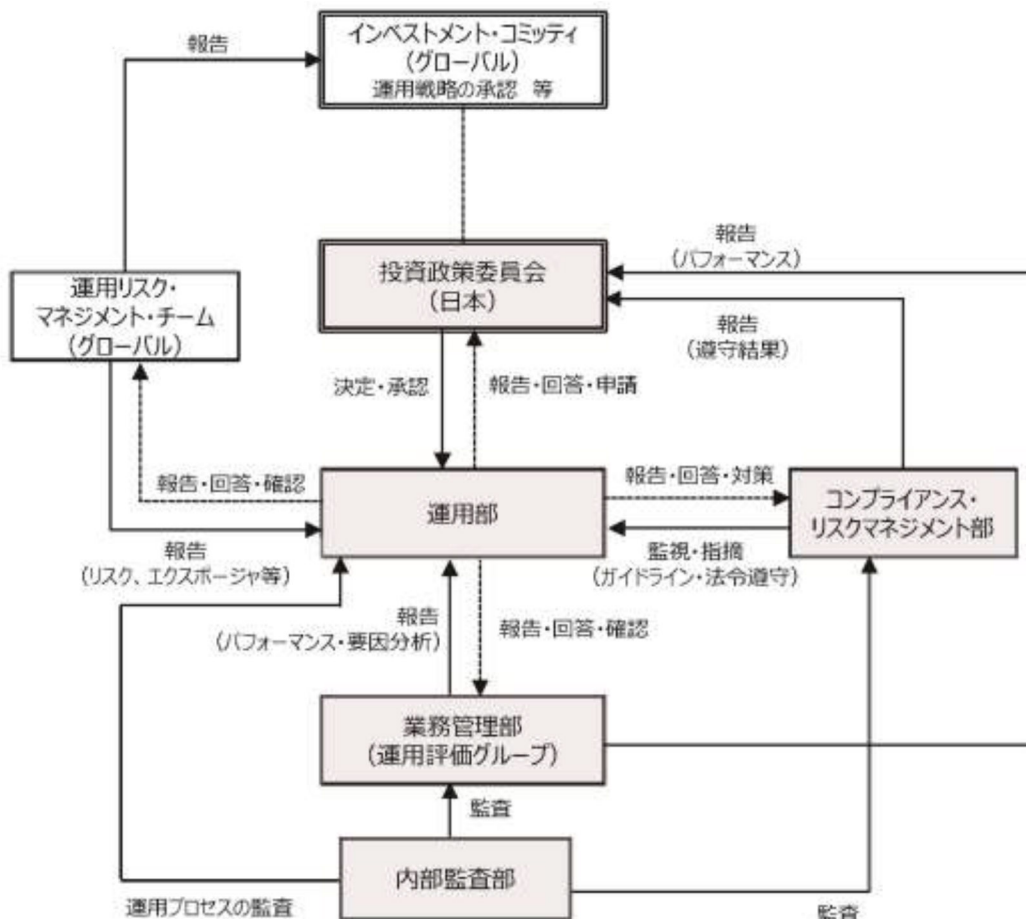 インベストメント・コミッティ
(グローバル)
運用戦略の承認 等
報告
報告
(パフォーマンス)
投資政策委員会
(日本)
運用リスク・
マネジメント・チーム
(グローバル)
報告
(遵守結果)
決定・承認
報告・回答・申請
報告・回答・確認
運用部
報告・回答・対策
コンプライアンス・
リスクマネジメント部
報告
(リスク、エクスポージャ等)
監視・指摘
(ガイドライン・法令遵守)
報告
(パフォーマンス・要因分析)
報告・回答・確認
業務管理部
(運用評価グループ)
監査
内部監査部
運用プロセスの監査
監査